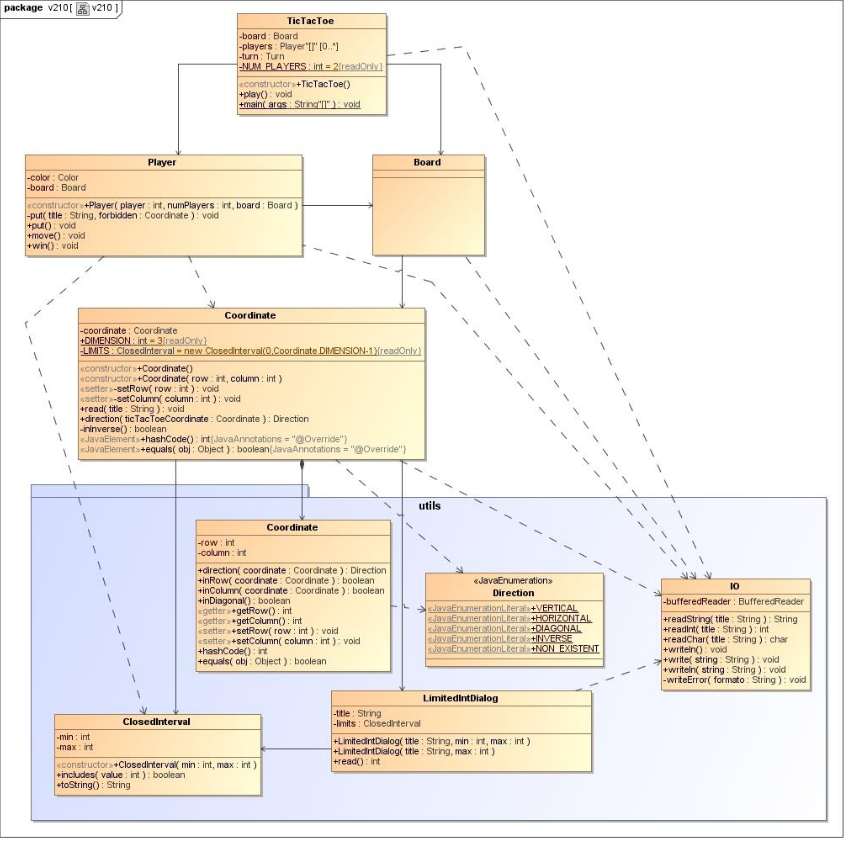 package v210[ v210 ]
TicTacToe
-board : Board
-players : Player"[]" [0..*]
-turn : Turn
-NUM_PLAYERS : int = 2{readOnly}
«constructor»+TicTacToe()
+play() : void
+main( args : String"[]" ) : void
Player
-color : Color
-board : Board
«constructor»+Player( player : int, numPlayers : int, board : Board )
-put( title : String, forbidden : Coordinate ) : void
+put() : void
+move() : void
+win() : void
Board
Coordinate
-coordinate : Coordinate
+DIMENSION : int = 3{readOnly}
-LIMITS : ClosedInterval = new ClosedInterval(0,Coordinate.DIMENSION-1){readOnly}
«constructor»+Coordinate()
«constructor»+Coordinate( row : int, column : int )
«setter»-setRow( row : int ) : void
«setter»-setColumn( column : int ) : void
+read( title : String ) : void
+direction( ticTacToeCoordinate : Coordinate ) : Direction
-inInverse() : boolean
«JavaElement»+hashCode() : int{JavaAnnotations = "@Override"}
«JavaElement»+equals( obj : Object ) : boolean{JavaAnnotations = "@Override"}
utils
Coordinate
-row : int
-column : int
+direction( coordinate : Coordinate ) : Direction
+inRow( coordinate : Coordinate ) : boolean
+inColumn( coordinate : Coordinate ) : boolean
+inDiagonal() : boolean
«getter»+getRow() : int
«getter»+getColumn() : int
«setter»+setRow( row : int ) : void
«setter»+setColumn( column : int ) : void
+hashCode() : int
+equals( obj : Object ) : boolean
«JavaEnumeration»
Direction
«JavaEnumerationLiteral»+VERTICAL
«JavaEnumerationLiteral»+HORIZONTAL
«JavaEnumerationLiteral»+DIAGONAL
«JavaEnumerationLiteral»+INVERSE
«JavaEnumerationLiteral»+NON_EXISTENT
IO
-bufferedReader : BufferedReader
+readString( title : String ) : String
+readInt( title : String ) : int
+readChar( title : String ) : char
+writeln() : void
+write( string : String ) : void
+writeln( string : String ) : void
-writeError( formato : String ) : void
LimitedIntDialog
-title : String
-limits : ClosedInterval
+LimitedIntDialog( title : String, min : int, max : int )
+LimitedIntDialog( title : String, max : int )
+read() : int
ClosedInterval
-min : int
-max : int
«constructor»+ClosedInterval( min : int, max : int )
+includes( value : int ) : boolean
+toString() : String